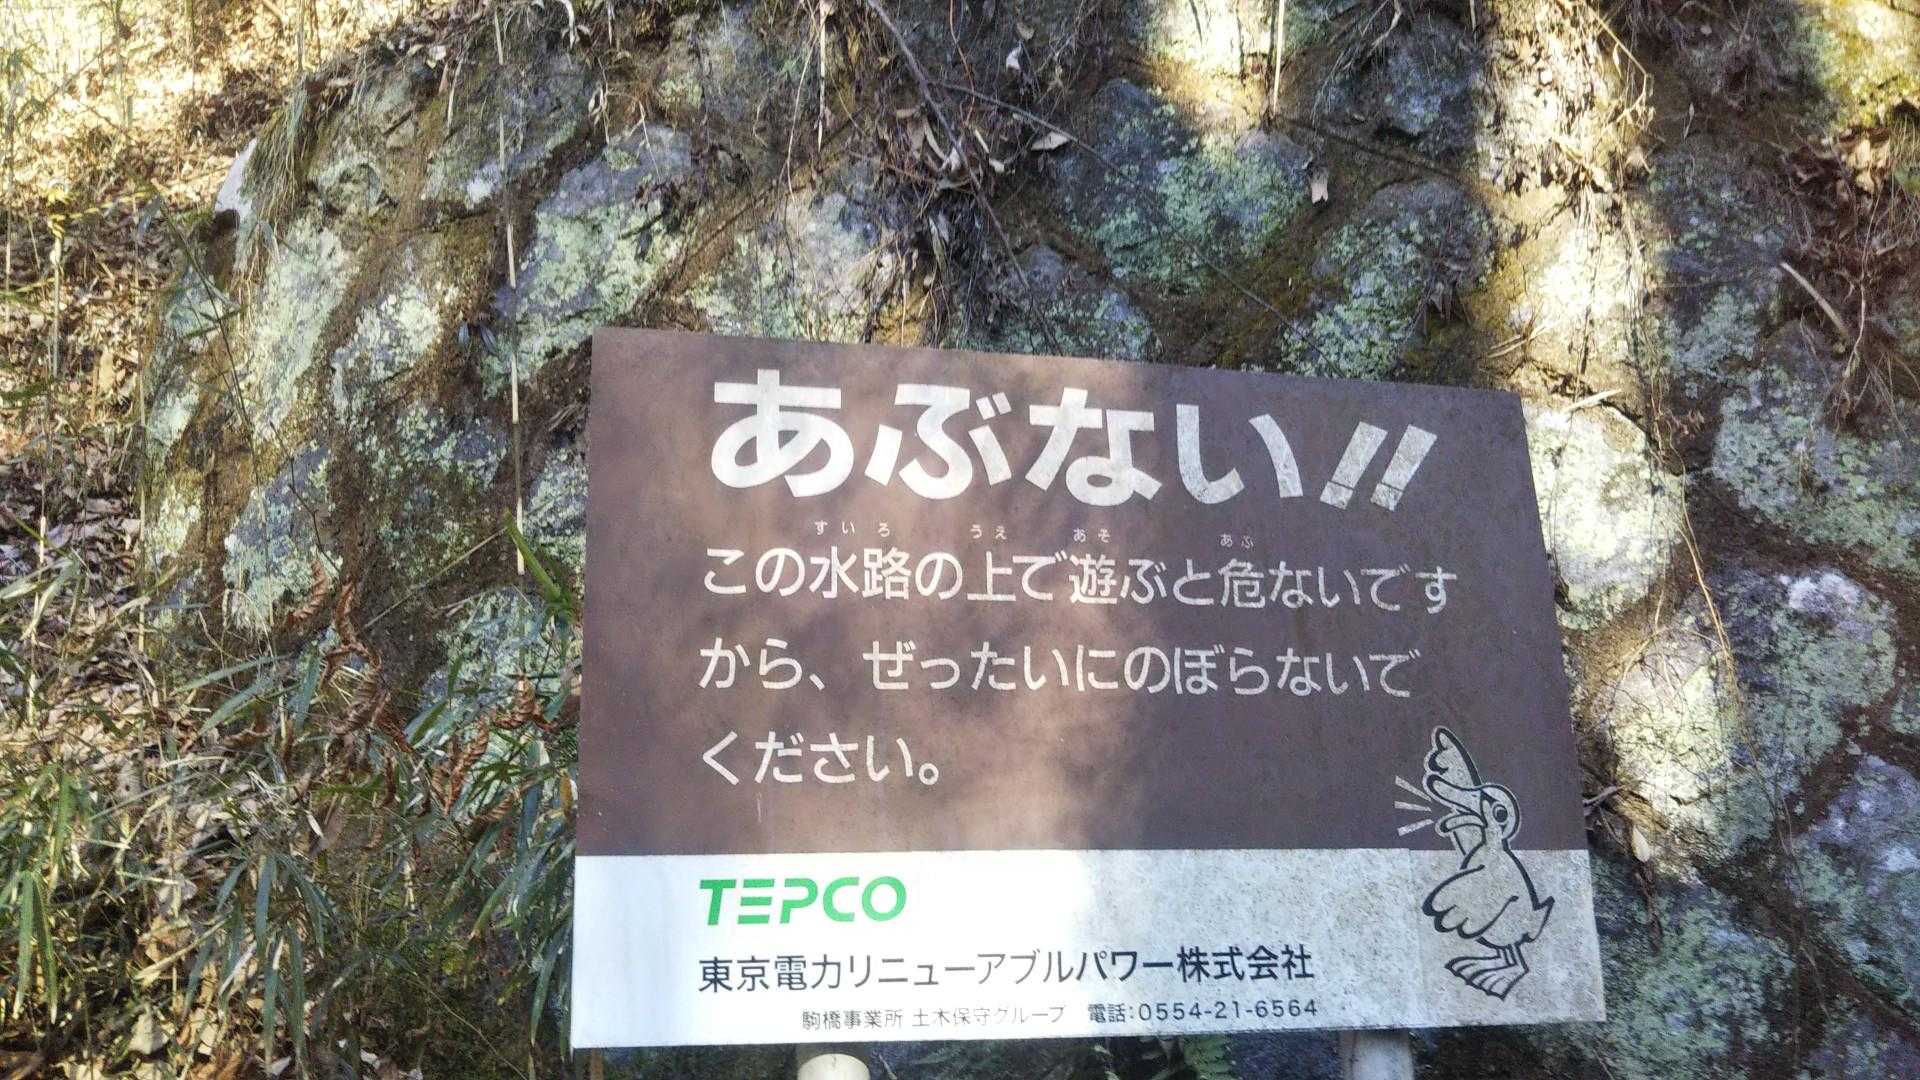 あぶない!!
すいろ うえ あそ あぶ
この水路の上で遊ぶと危ないです
から、ぜったいにのぼらないで
ください。
TEPCO
東京電力リニューアブルパワー株式会社
駒橋事業所 土木保守グループ 電話:0554-21-6564